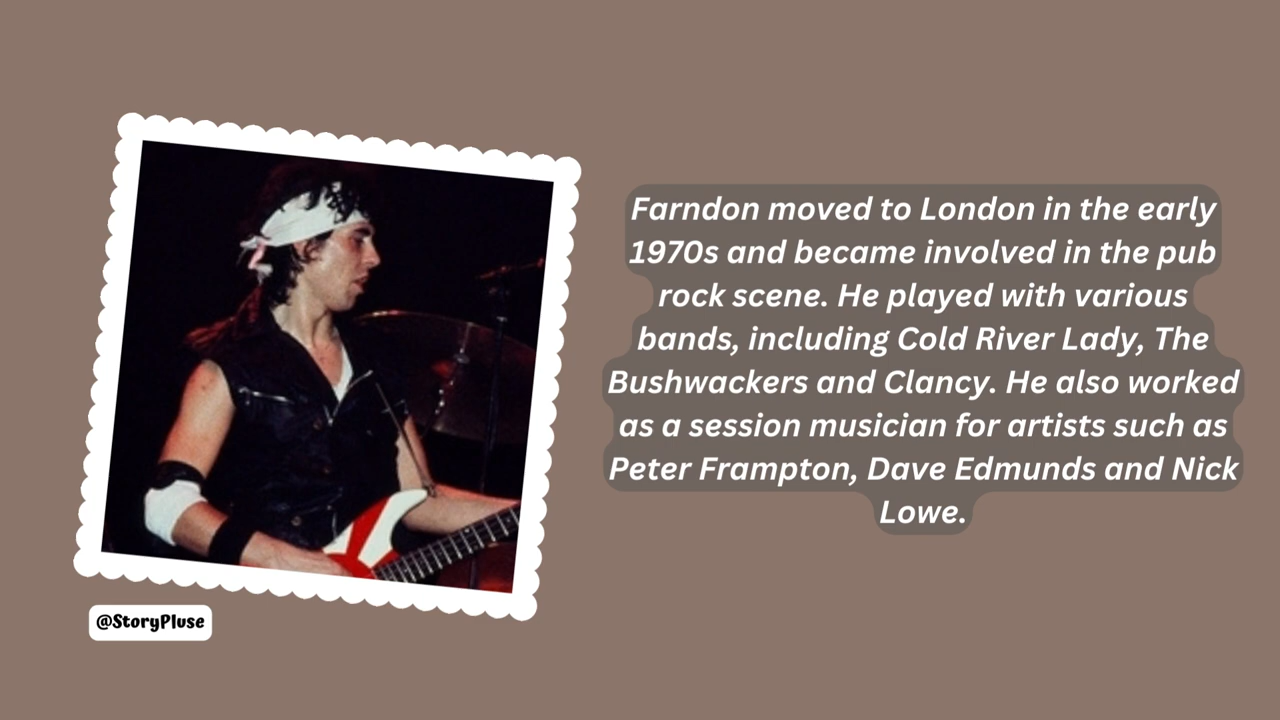 Farndon moved to London in the early
1970s and became involved in the pub
rock scene. He played with various
bands, including Cold River Lady, The
Bushwackers and Clancy. He also worked
as a session musician for artists such as
Peter Frampton, Dave Edmunds and Nick
Lowe.
@StoryPluse